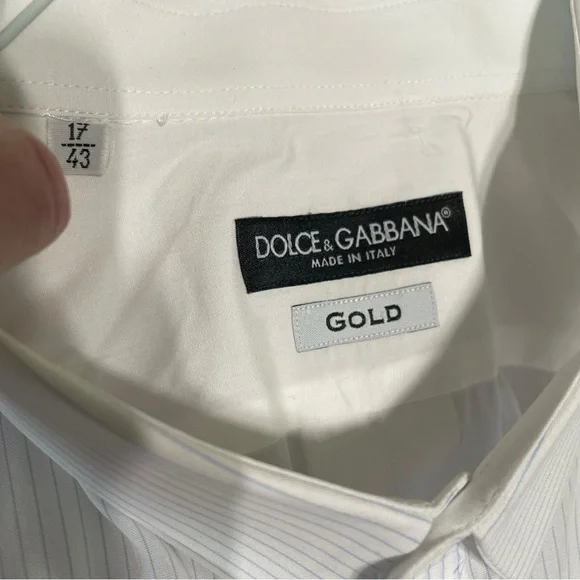 17
43
DOLCE & GABBANA®
MADE IN ITALY
GOLD